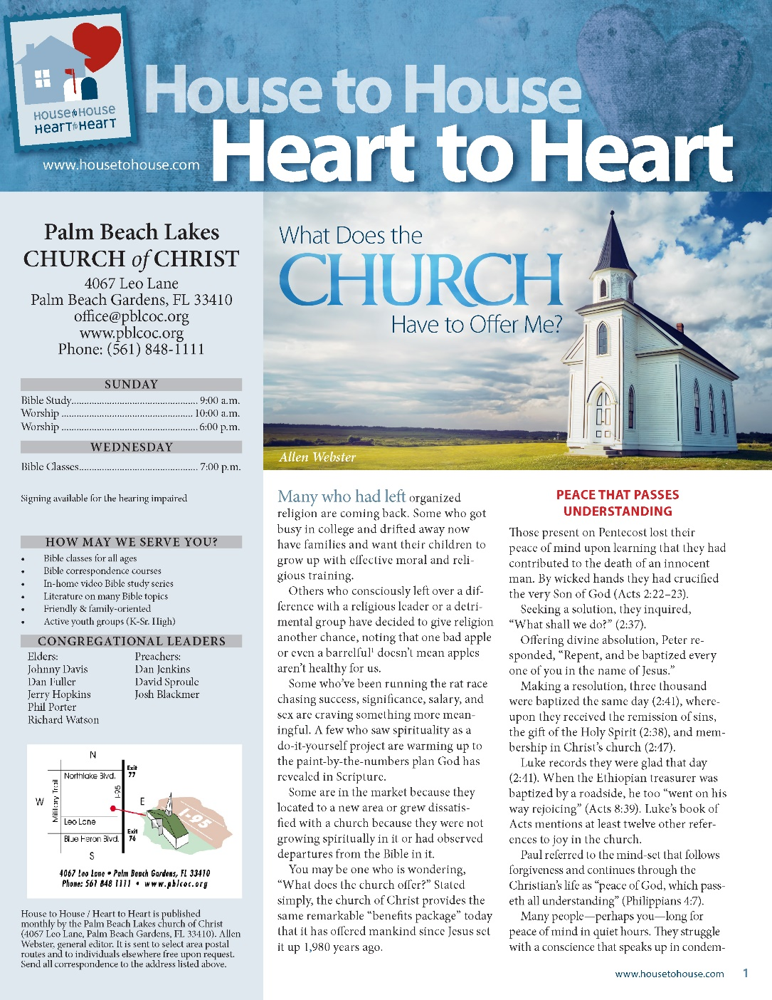 HOUSE to HOUSE
HEART to HEART
www.housetohouse.com
House to House
Heart to Heart
Palm Beach Lakes
CHURCH of CHRIST
4067 Leo Lane
Palm Beach Gardens, FL 33410
office@pblcoc.org
www.pblcoc.org
Phone: (561) 848-1111
SUNDAY
Bible Study.................................................. 9:00 a.m.
Worship .................................................... 10:00 a.m.
Worship ...................................................... 6:00 p.m.
WEDNESDAY
Bible Classes............................................... 7:00 p.m.
Signing available for the hearing impaired
HOW MAY WE SERVE YOU?
• Bible classes for all ages
• Bible correspondence courses
• In-home video Bible study series
• Literature on many Bible topics
• Friendly & family-oriented
• Active youth groups (K-Sr. High)
CONGREGATIONAL LEADERS
Elders:
Johnny Davis
Dan Fuller
Jerry Hopkins
Phil Porter
Richard Watson
Preachers:
Dan Jenkins
David Sproule
Josh Blackmer
N
Northlake Blvd.
Exit
77
Military Trail
I-95
W
E
Leo Lane
I-95
Exit
76
Blue Heron Blvd.
S
4067 Leo Lane • Palm Beach Gardens, FL 33410
Phone: 561 848 1111 • www.pblcoc.org
House to House / Heart to Heart is published
monthly by the Palm Beach Lakes church of Christ
(4067 Leo Lane, Palm Beach Gardens, FL 33410). Allen
Webster, general editor. It is sent to select area postal
routes and to individuals elsewhere free upon request.
Send all correspondence to the address listed above.
What Does the
CHURCH
Have to Offer Me?
Allen Webster
Many who had left organized
religion are coming back. Some who got
busy in college and drifted away now
have families and want their children to
grow up with effective moral and reli-
gious training.
Others who consciously left over a dif-
ference with a religious leader or a detri-
mental group have decided to give religion
another chance, noting that one bad apple
or even a barrelful¹ doesn't mean apples
aren't healthy for us.
Some who've been running the rat race
chasing success, significance, salary, and
sex are craving something more mean-
ingful. A few who saw spirituality as a
do-it-yourself project are warming up to
the paint-by-the-numbers plan God has
revealed in Scripture.
Some are in the market because they
located to a new area or grew dissatis-
fied with a church because they were not
growing spiritually in it or had observed
departures from the Bible in it.
You may be one who is wondering,
"What does the church offer?" Stated
simply, the church of Christ provides the
same remarkable "benefits package" today
that it has offered mankind since Jesus set
it up 1,980 years ago.
PEACE THAT PASSES
UNDERSTANDING
Those present on Pentecost lost their
peace of mind upon learning that they had
contributed to the death of an innocent
man. By wicked hands they had crucified
the very Son of God (Acts 2:22–23).
Seeking a solution, they inquired,
"What shall we do?" (2:37).
Offering divine absolution, Peter re-
sponded, "Repent, and be baptized every
one of you in the name of Jesus."
Making a resolution, three thousand
were baptized the same day (2:41), where-
upon they received the remission of sins,
the gift of the Holy Spirit (2:38), and mem-
bership in Christ's church (2:47).
Luke records they were glad that day
(2:41). When the Ethiopian treasurer was
baptized by a roadside, he too "went on his
way rejoicing" (Acts 8:39). Luke's book of
Acts mentions at least twelve other refer-
ences to joy in the church.
Paul referred to the mind-set that follows
forgiveness and continues through the
Christian's life as "peace of God, which pass-
eth all understanding" (Philippians 4:7).
Many people—perhaps you—long for
peace of mind in quiet hours. They struggle
with a conscience that speaks up in condem-
www.housetohouse.com 1